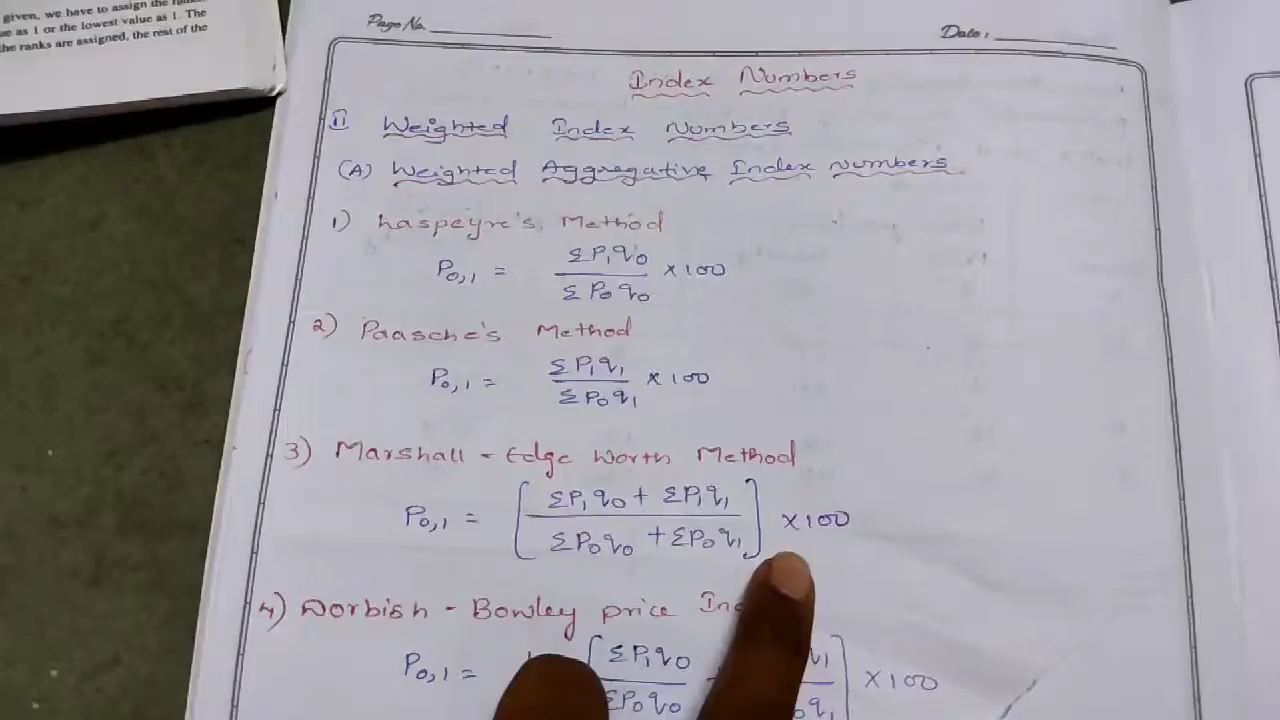 given, we have to assign the
as 1 or the lowest value as 1. The
the ranks are assigned, the rest of the
Page No.
Date:
Index Numbers
II Weighted Index Numbers
(A) Weighted Aggregative Index numbers
1) Laspeyre's Method
P0,1 = ΣP1q0 / ΣP0q0 × 100
2) Paasche's Method
P0,1 = ΣP1q1 / ΣP0q1 × 100
3) Marshall - Edge Worth Method
P0,1 = [ΣP1q0 + ΣP1q1 / ΣP0q0 + ΣP0q1] × 100
4) Dorbish - Bowley price
P0,1 = [ΣP1q0 / ΣP0q0 q1 / q1] × 100